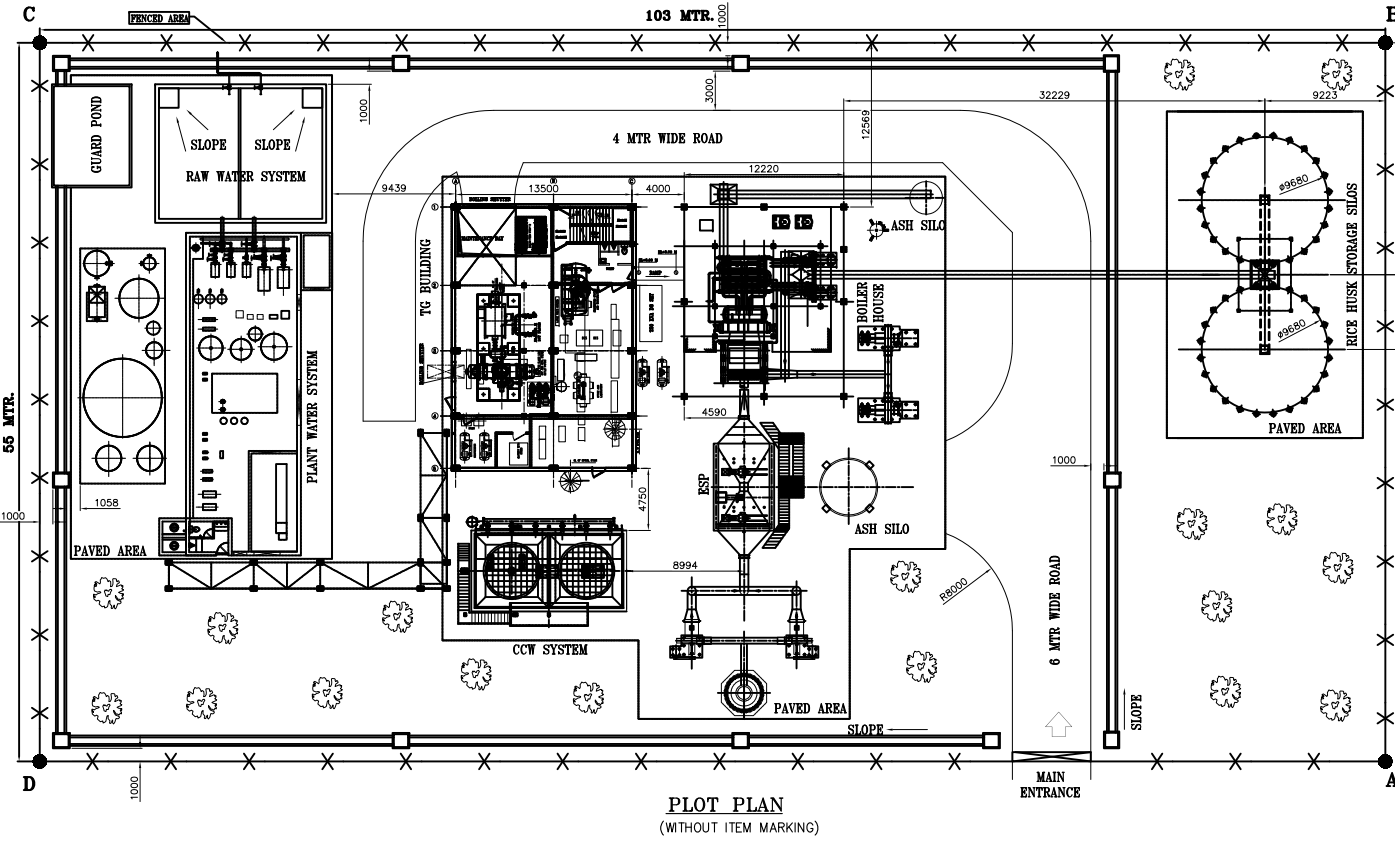 C
FENCED AREA
103 MTR.
1000
B
32229
9223
3000
12569
1000
4 MTR WIDE ROAD
GUARD POND
SLOPE
SLOPE
RAW WATER SYSTEM
9439
13500
4000
12220
ø9680
ASH SILO
TG BUILDING
BOILER
HOUSE
RICE HUSK STORAGE SILOS
ø9680
PLANT WATER SYSTEM
55 MTR.
4590
PAVED AREA
ESP
1000
1058
4750
1000
ASH SILO
PAVED AREA
8994
R8000
6 MTR WIDE ROAD
CCW SYSTEM
PAVED AREA
SLOPE
SLOPE
D
1000
MAIN
ENTRANCE
A
PLOT PLAN
(WITHOUT ITEM MARKING)